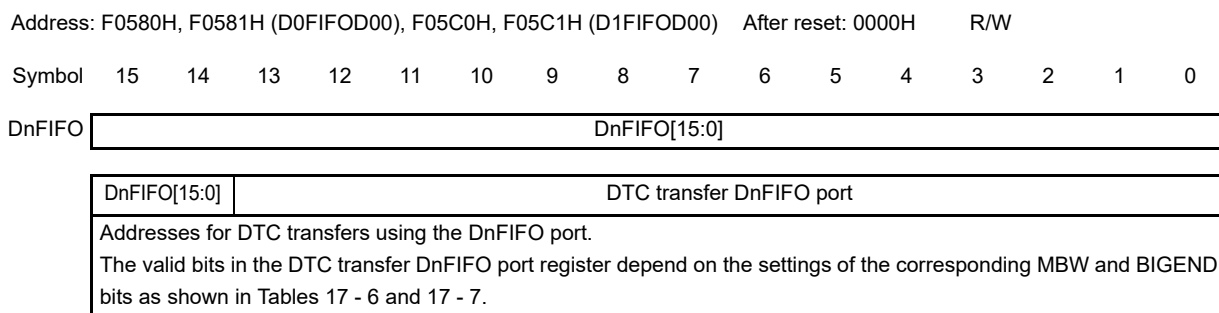 Address: F0580H, F0581H (D0FIFOD00), F05C0H, F05C1H (D1FIFOD00) After reset: 0000H R/W
Symbol 15 14 13 12 11 10 9 8 7 6 5 4 3 2 1 0
DnFIFO DnFIFO[15:0]
DnFIFO[15:0] DTC transfer DnFIFO port
Addresses for DTC transfers using the DnFIFO port.
The valid bits in the DTC transfer DnFIFO port register depend on the settings of the corresponding MBW and BIGEND
bits as shown in Tables 17 - 6 and 17 - 7.